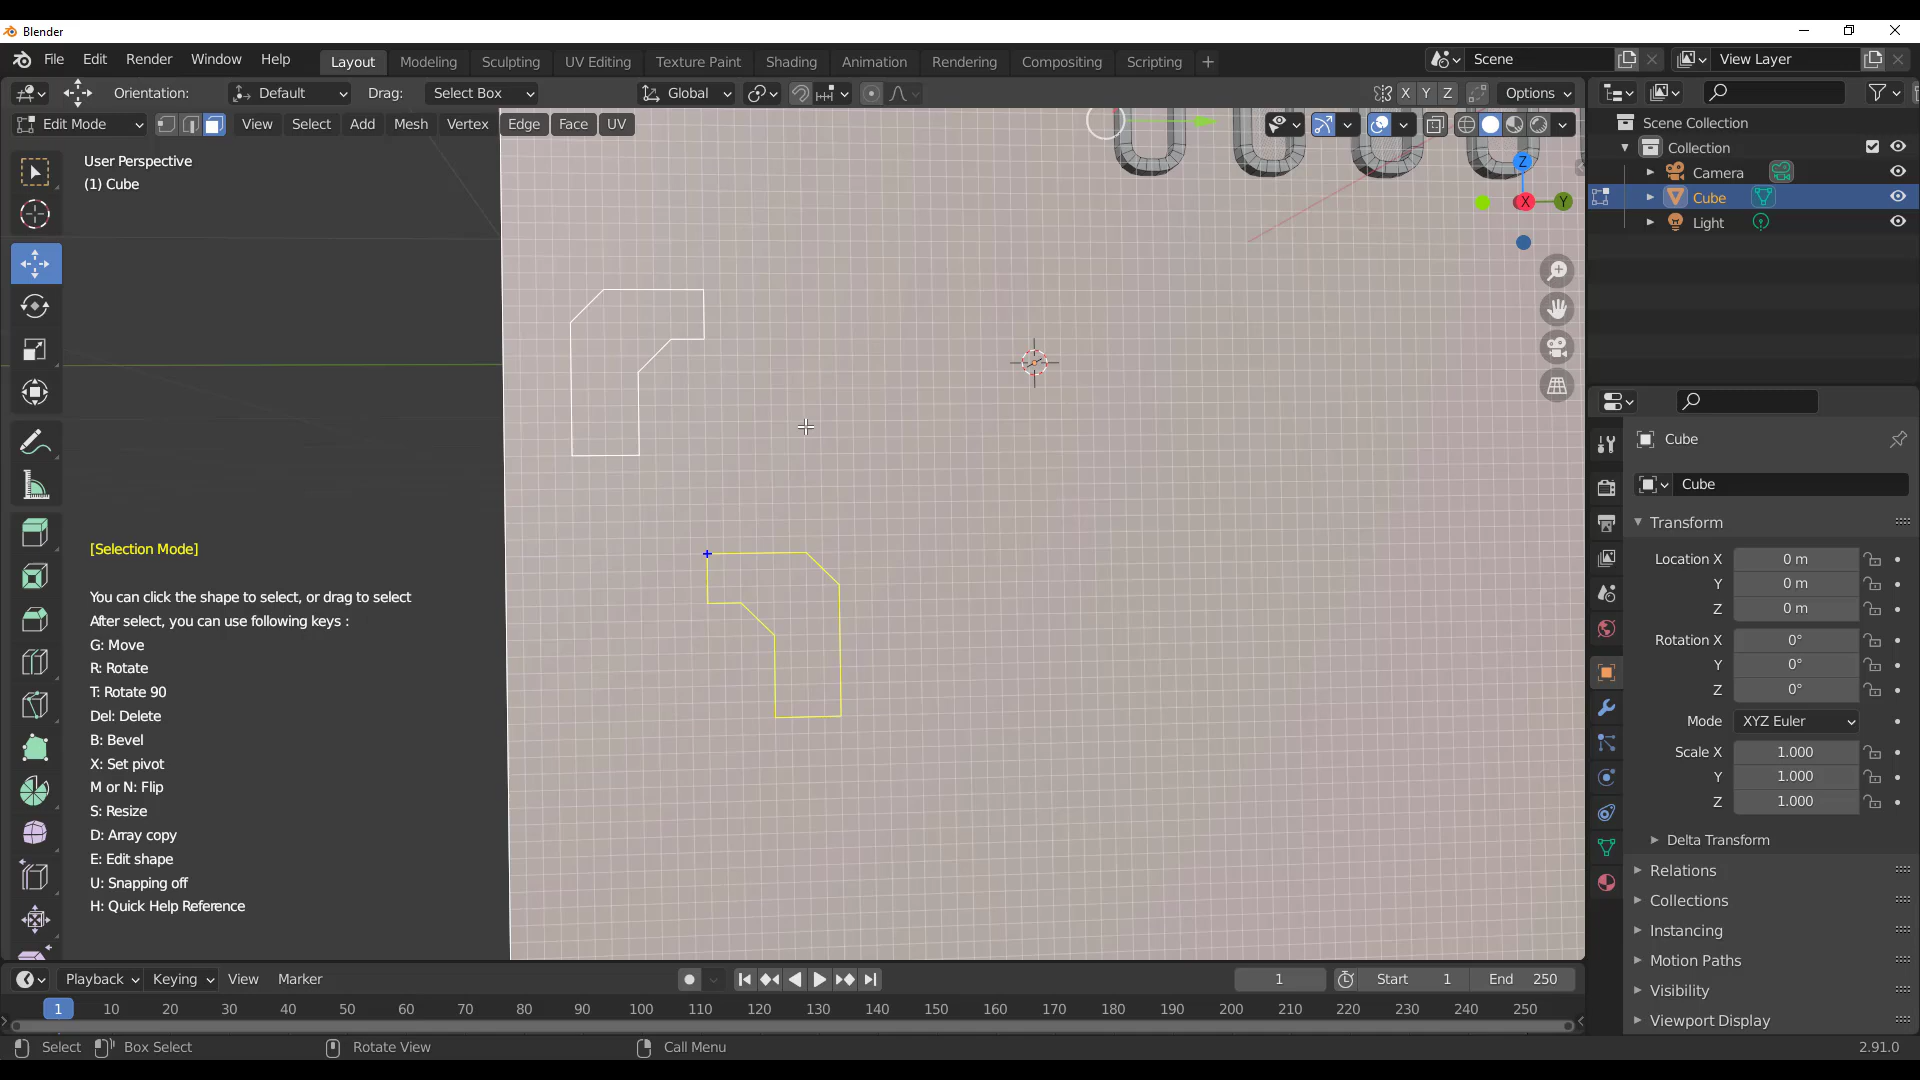 Blender
File Edit Render Window Help Layout Modeling Sculpting UV Editing Texture Paint Shading Animation Rendering Compositing Scripting + Scene View Layer
Orientation: Default Drag: Select Box Global X Y Z Options
Edit Mode View Select Add Mesh Vertex Edge Face UV
Scene Collection
Collection
Camera
Cube
Light
User Perspective
(1) Cube
Z
X Y
[Selection Mode]
You can click the shape to select, or drag to select
After select, you can use following keys :
G: Move
R: Rotate
T: Rotate 90
Del: Delete
B: Bevel
X: Set pivot
M or N: Flip
S: Resize
D: Array copy
E: Edit shape
U: Snapping off
H: Quick Help Reference
Cube
Cube
Transform
Location X 0 m
Y 0 m
Z 0 m
Rotation X 0°
Y 0°
Z 0°
Mode XYZ Euler
Scale X 1.000
Y 1.000
Z 1.000
Delta Transform
Relations
Collections
Instancing
Motion Paths
Visibility
Viewport Display
Playback Keying View Marker 1 Start 1 End 250
1 10 20 30 40 50 60 70 80 90 100 110 120 130 140 150 160 170 180 190 200 210 220 230 240 250
Select Box Select Rotate View Call Menu 2.91.0